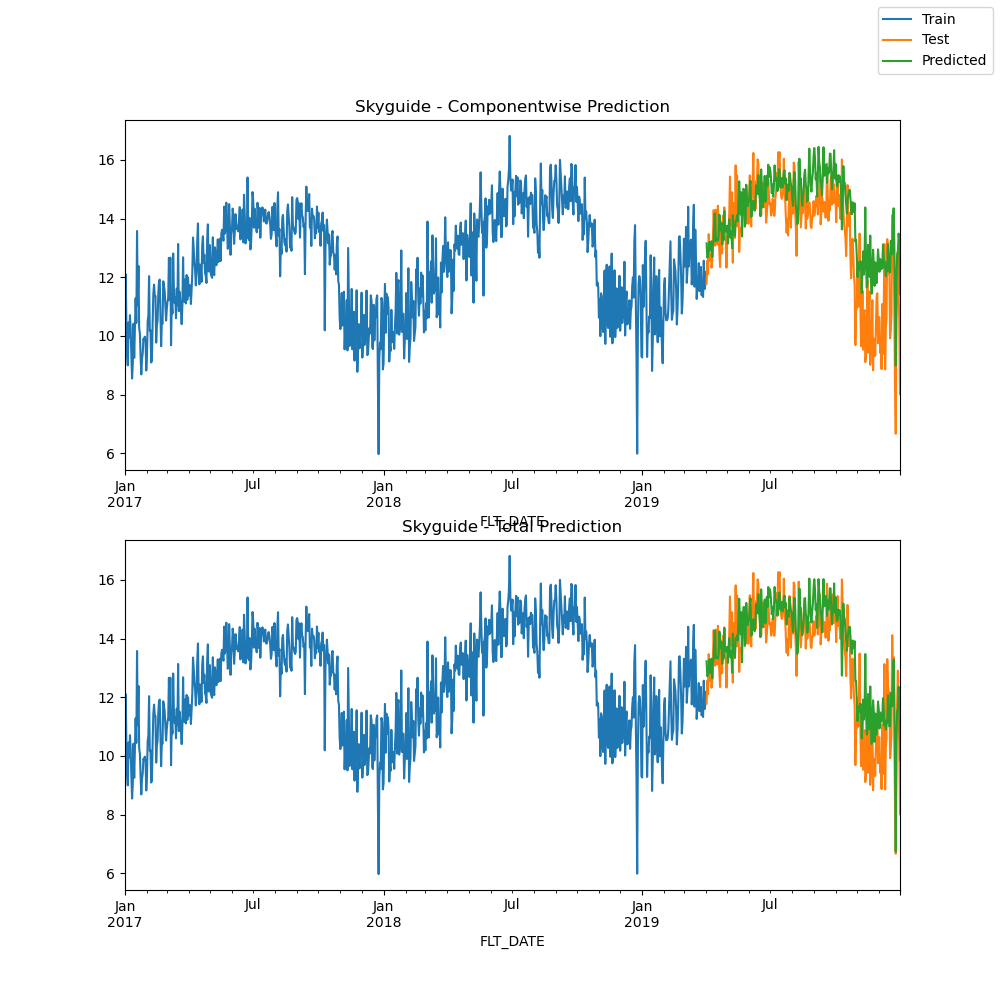 Train
Test
Predicted
Skyguide - Componentwise Prediction
16
14
12
10
8
6
Jan
2017
Jul
Jan
2018
Jul
Jan
2019
Jul
FLT_DATE
Skyguide - Total Prediction
16
14
12
10
8
6
Jan
2017
Jul
Jan
2018
Jul
Jan
2019
Jul
FLT_DATE